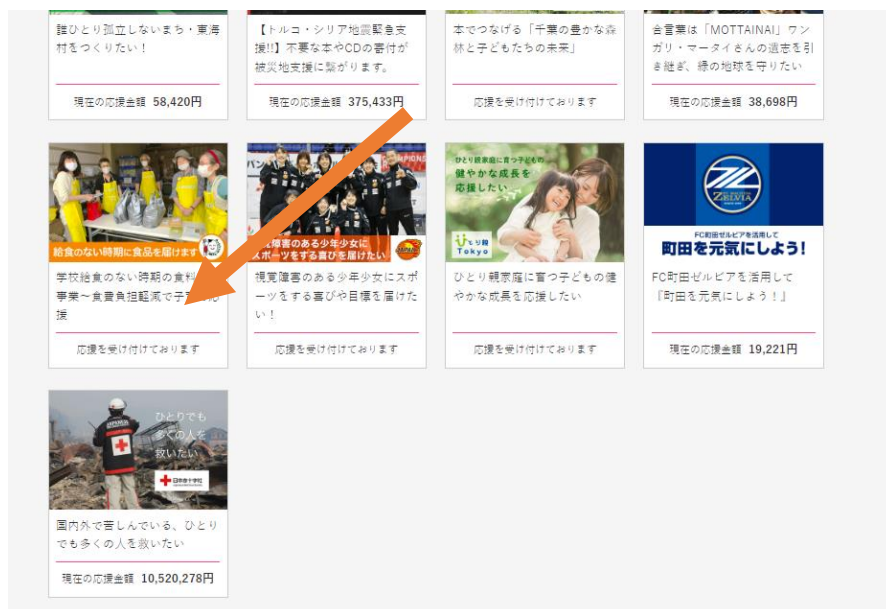 誰ひとり孤立しないまち・東海
村をつくりたい！
現在の応援金額 58,420円
【トルコ・シリア地震緊急支
援!!】不要な本やCDの寄付が
被災地支援に繋がります。
現在の応援金額 375,433円
本でつなげる「千葉の豊かな森
林と子どもたちの未来」
応援を受け付けております
合言葉は「MOTTAINAI」ワン
ガリ・マータイさんの遺志を引
き継ぎ、緑の地球を守りたい
現在の応援金額 38,698円
給食のない時期に食品を届けます
学校給食のない時期の食料
事業～食費負担軽減で子
援
応援を受け付けております
障害のある少年少女に
スポーツをする喜びを届けたい
視覚障害のある少年少女にスポ
ーツをする喜びや目標を届けた
い！
応援を受け付けております
ひとり親家庭に育つ子どもの
健やかな成長を
応援したい
ひとり親
Tokyo
ひとり親家庭に育つ子どもの健
やかな成長を応援したい
応援を受け付けております
ZELVIA
FC町田ゼルビアを活用して
町田を元気にしよう!
FC町田ゼルビアを活用して
『町田を元気にしよう！』
現在の応援金額 19,221円
ひとりでも
多くの人を
救いたい
日本赤十字社
国内外で苦しんでいる、ひとり
でも多くの人を救いたい
現在の応援金額 10,520,278円